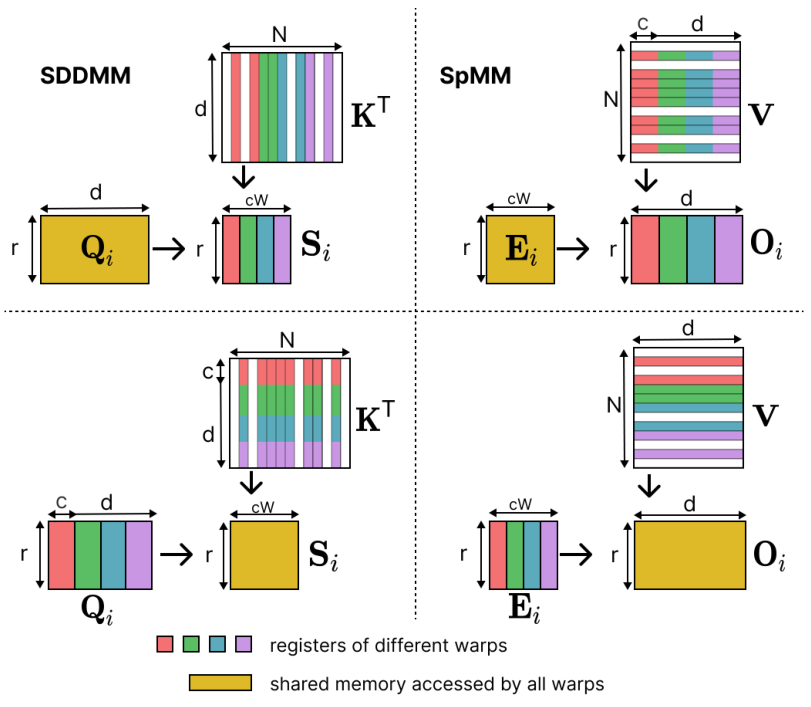 SDDMM
N
d
K^T
cW
d
r
Q_i
r
S_i
SpMM
C
d
N
V
cW
d
r
E_i
r
O_i
N
c
d
K^T
C
d
cW
r
Q_i
r
S_i
d
N
V
cW
d
r
E_i
r
O_i
registers of different warps
shared memory accessed by all warps